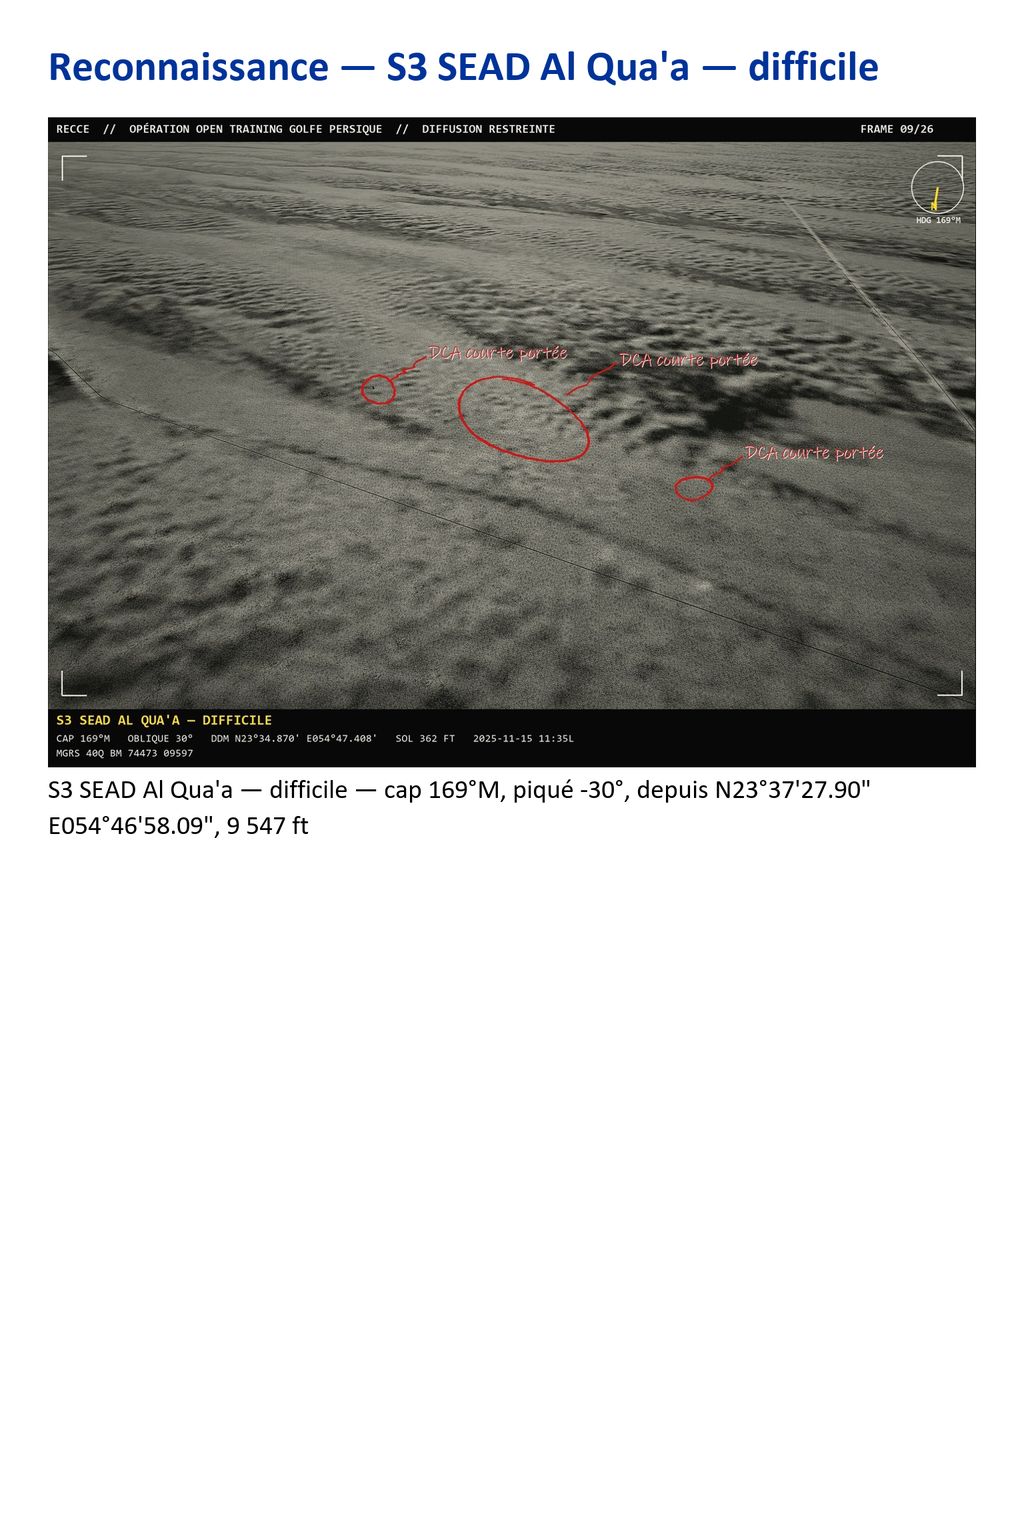 Reconnaissance — S3 SEAD Al Qua'a — difficile
RECCE // OPÉRATION OPEN TRAINING GOLFE PERSIQUE // DIFFUSION RESTREINTE FRAME 09/26
N
HDG 169°M
DCA courte portée
DCA courte portée
DCA courte portée
S3 SEAD AL QUA'A — DIFFICILE
CAP 169°M OBLIQUE 30° DDM N23°34.870' E054°47.408' SOL 362 FT 2025-11-15 11:35L
MGRS 40Q BM 74473 09597
S3 SEAD Al Qua'a — difficile — cap 169°M, piqué -30°, depuis N23°37'27.90"
E054°46'58.09", 9 547 ft